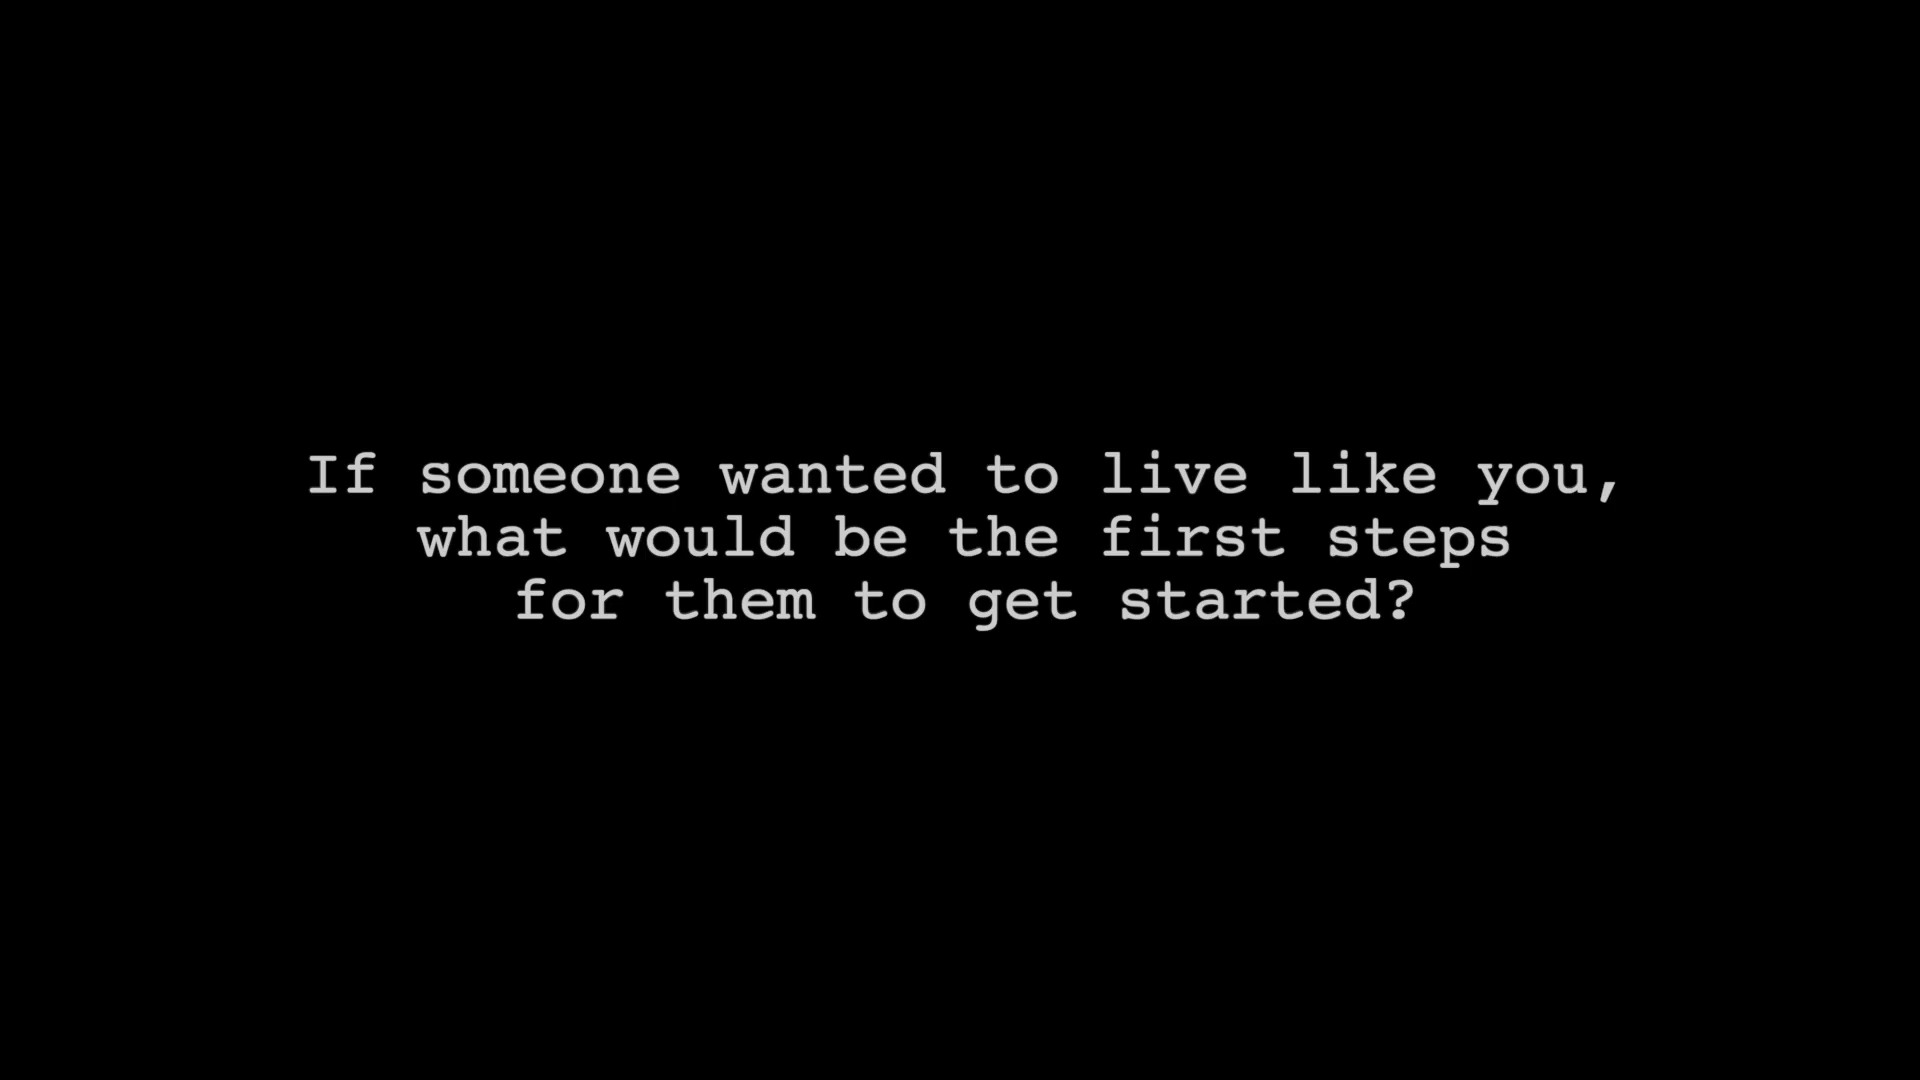 If someone wanted to live like you,
what would be the first steps
for them to get started?